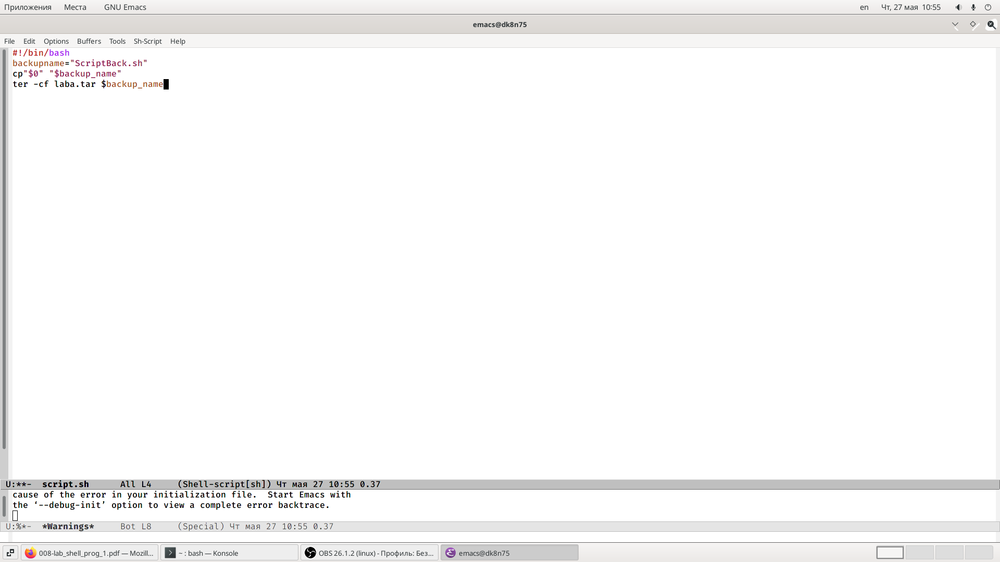 Приложения Места GNU Emacs en Чт, 27 мая 10:55
emacs@dk8n75
File Edit Options Buffers Tools Sh-Script Help
#!/bin/bash
backupname="ScriptBack.sh"
cp"$0" "$backup_name"
ter -cf laba.tar $backup_name
U:**- script.sh All L4 (Shell-script[sh]) Чт мая 27 10:55 0.37
cause of the error in your initialization file. Start Emacs with
the ‘--debug-init’ option to view a complete error backtrace.
U:%*- *Warnings* Bot L8 (Special) Чт мая 27 10:55 0.37
008-lab_shell_prog_1.pdf — Mozill... ~ : bash — Konsole OBS 26.1.2 (linux) - Профиль: Без... emacs@dk8n75